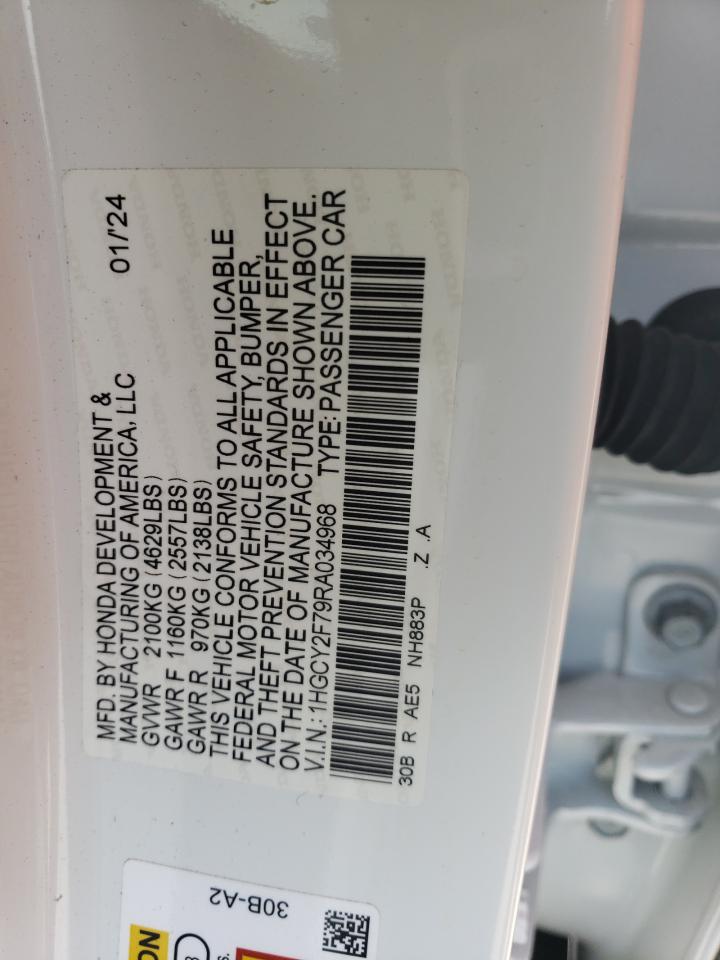 MFD. BY HONDA DEVELOPMENT & 01/'24
MANUFACTURING OF AMERICA, LLC
GVWR 2100KG (4629LBS)
GAWR F 1160KG (2557LBS)
GAWR R 970KG (2138LBS)
THIS VEHICLE CONFORMS TO ALL APPLICABLE
FEDERAL MOTOR VEHICLE SAFETY, BUMPER,
AND THEFT PREVENTION STANDARDS IN EFFECT
ON THE DATE OF MANUFACTURE SHOWN ABOVE.
V.I.N.: 1HGCY2F79RA034968 TYPE: PASSENGER CAR
30B R AE5 NH883P .Z .A
30B-A2